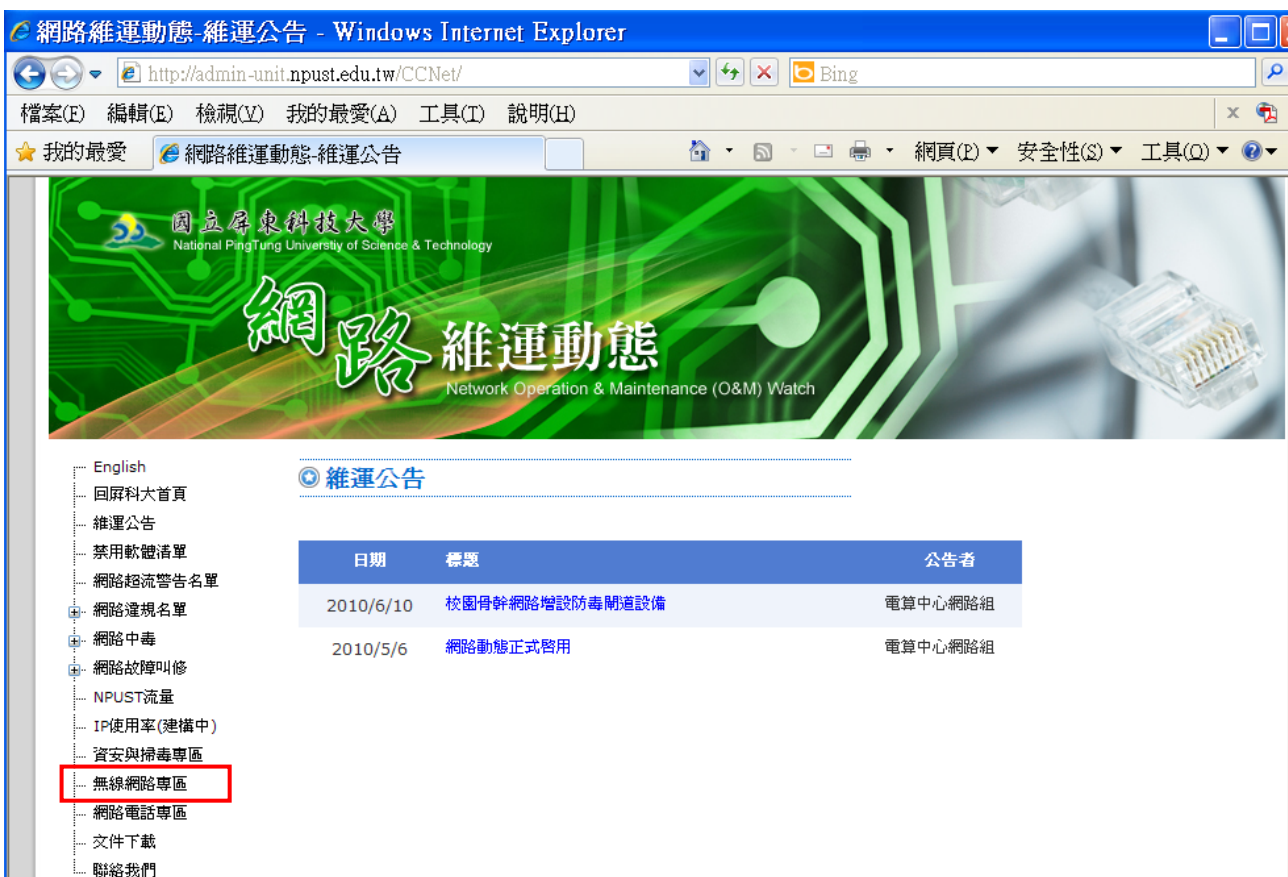 網路維運動態-維運公告 - Windows Internet Explorer
http://admin-unit.npust.edu.tw/CCNet/
Bing
檔案(F) 編輯(E) 檢視(V) 我的最愛(A) 工具(T) 說明(H)
我的最愛
網路維運動態-維運公告
網頁(P) 安全性(S) 工具(O)
國立屏東科技大學
National PingTung Universtiy of Science & Technology
網路維運動態
Network Operation & Maintenance (O&M) Watch
English
回屏科大首頁
維運公告
禁用軟體清單
網路超流警告名單
網路違規名單
網路中毒
網路故障叫修
NPUST流量
IP使用率(建構中)
資安與掃毒專區
無線網路專區
網路電話專區
文件下載
聯絡我們
維運公告
日期 標題 公告者
2010/6/10 校園骨幹網路增設防毒閘道設備 電算中心網路組
2010/5/6 網路動態正式啓用 電算中心網路組